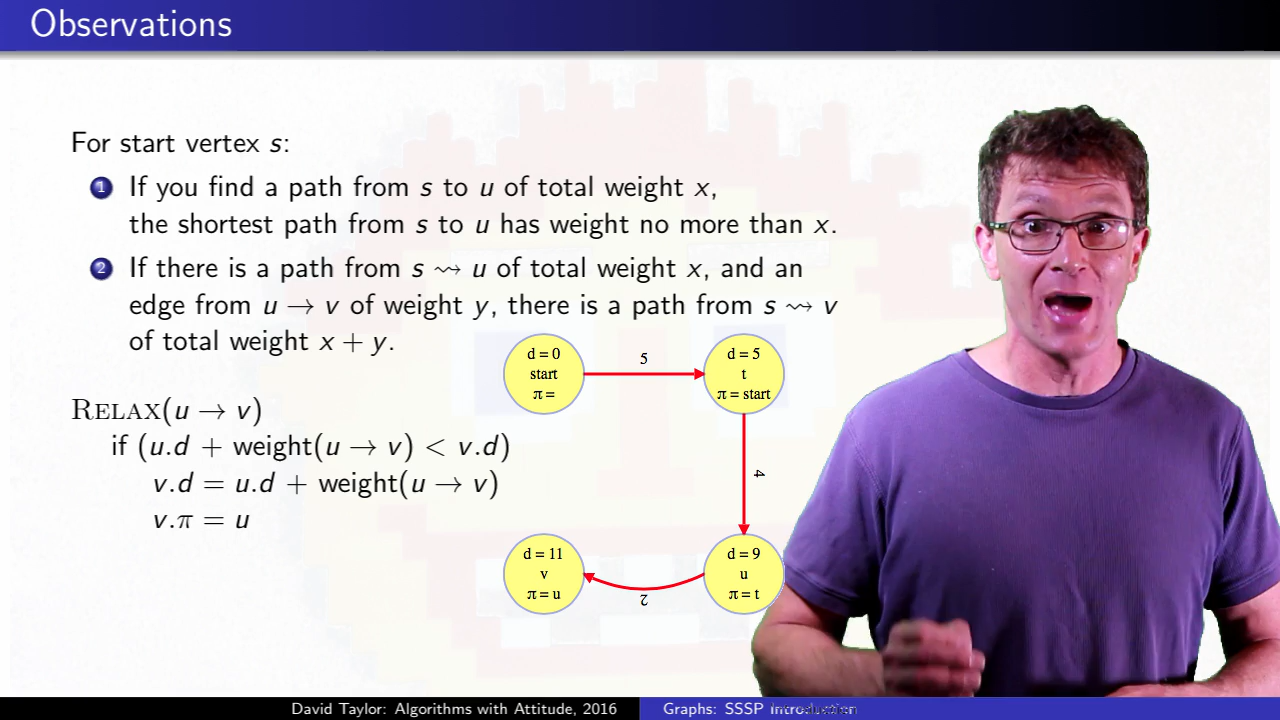 Observations
For start vertex s:
1 If you find a path from s to u of total weight x,
the shortest path from s to u has weight no more than x.
2 If there is a path from s ⇝ u of total weight x, and an
edge from u → v of weight y, there is a path from s ⇝ v
of total weight x + y.
RELAX(u → v)
if (u.d + weight(u → v) < v.d)
v.d = u.d + weight(u → v)
v.π = u
d = 0
start
π =
5
d = 5
t
π = start
4
d = 9
u
π = t
2
d = 11
v
π = u
David Taylor: Algorithms with Attitude, 2016
Graphs: SSSP Introduction